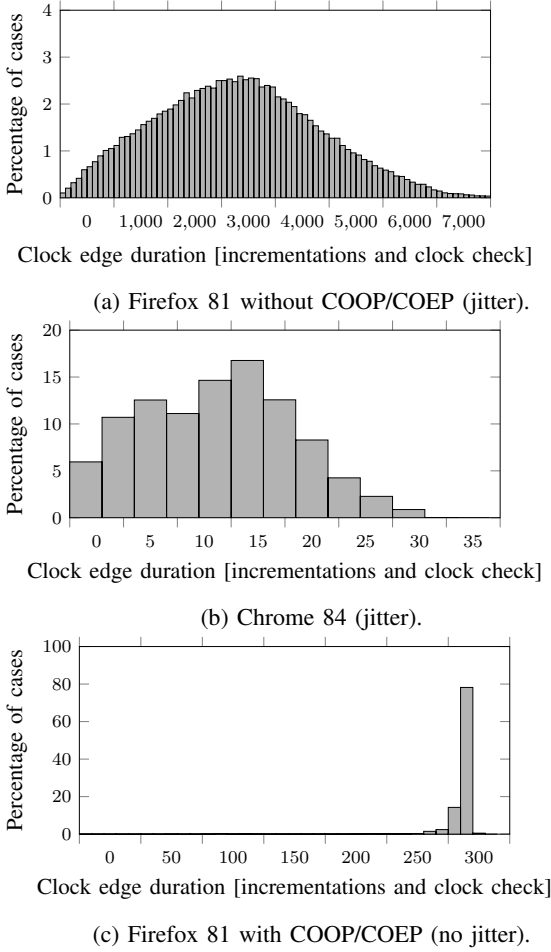 4
3
2
1
0
Percentage of cases
0 1,000 2,000 3,000 4,000 5,000 6,000 7,000
Clock edge duration [incrementations and clock check]
(a) Firefox 81 without COOP/COEP (jitter).
20
15
10
5
0
Percentage of cases
0 5 10 15 20 25 30 35
Clock edge duration [incrementations and clock check]
(b) Chrome 84 (jitter).
100
80
60
40
20
0
Percentage of cases
0 50 100 150 200 250 300
Clock edge duration [incrementations and clock check]
(c) Firefox 81 with COOP/COEP (no jitter).